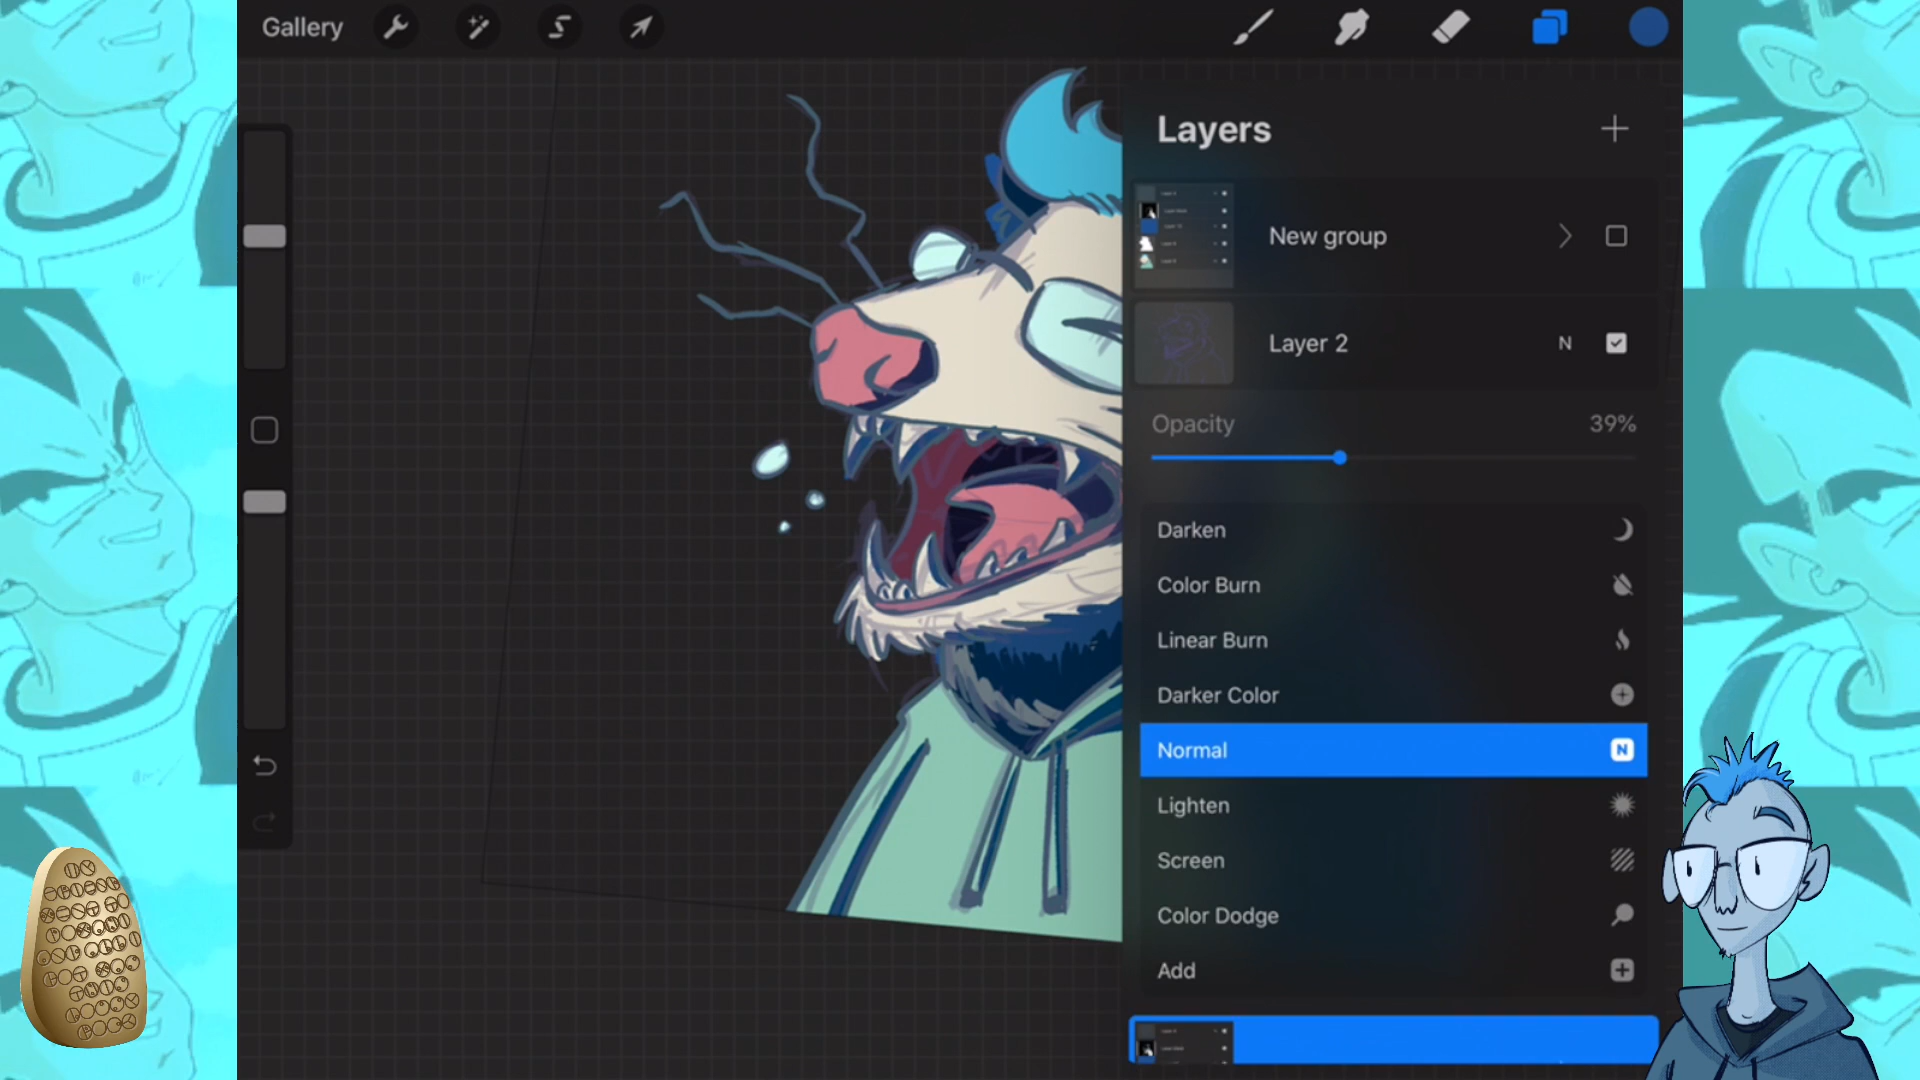 Gallery
Layers
New group
Layer 2 N
Opacity 39%
Darken
Color Burn
Linear Burn
Darker Color
Normal N
Lighten
Screen
Color Dodge
Add